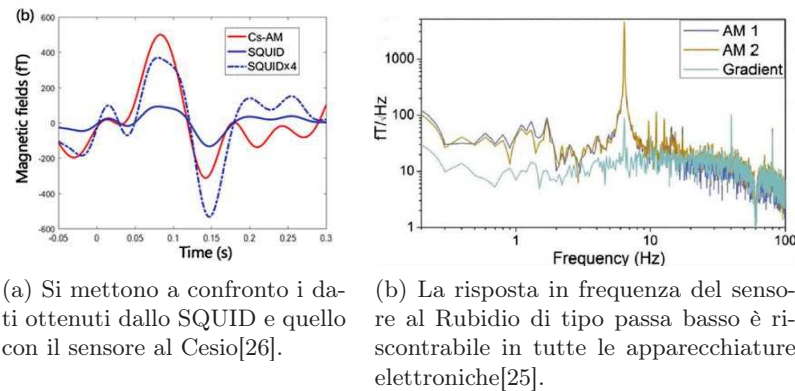 (b)
600
400
200
0
-200
-400
-600
-0.05 0 0.05 0.1 0.15 0.2 0.25 0.3
Magnetic fields (fT)
Time (s)
Cs-AM
SQUID
SQUID×4
B
1000
100
10
1
fT/√Hz
1 10 100
Frequency (Hz)
AM 1
AM 2
Gradient
(a) Si mettono a confronto i da-
ti ottenuti dallo SQUID e quello
con il sensore al Cesio[26].
(b) La risposta in frequenza del senso-
re al Rubidio di tipo passa basso è ri-
scontrabile in tutte le apparecchiature
elettroniche[25].